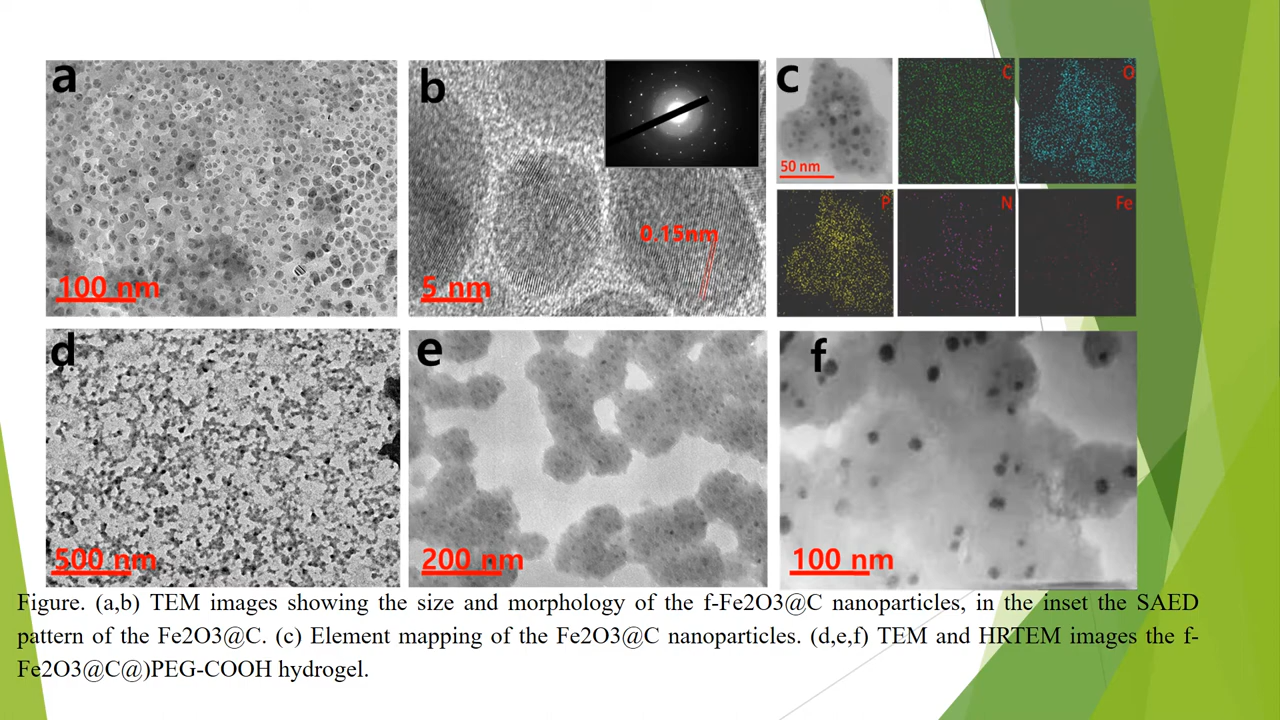 a
100 nm
b
0.15nm
5 nm
c
50 nm
C
O
P
N
Fe
d
500 nm
e
200 nm
f
100 nm
Figure. (a,b) TEM images showing the size and morphology of the f-Fe2O3@C nanoparticles, in the inset the SAED
pattern of the Fe2O3@C. (c) Element mapping of the Fe2O3@C nanoparticles. (d,e,f) TEM and HRTEM images the f-
Fe2O3@C@)PEG-COOH hydrogel.